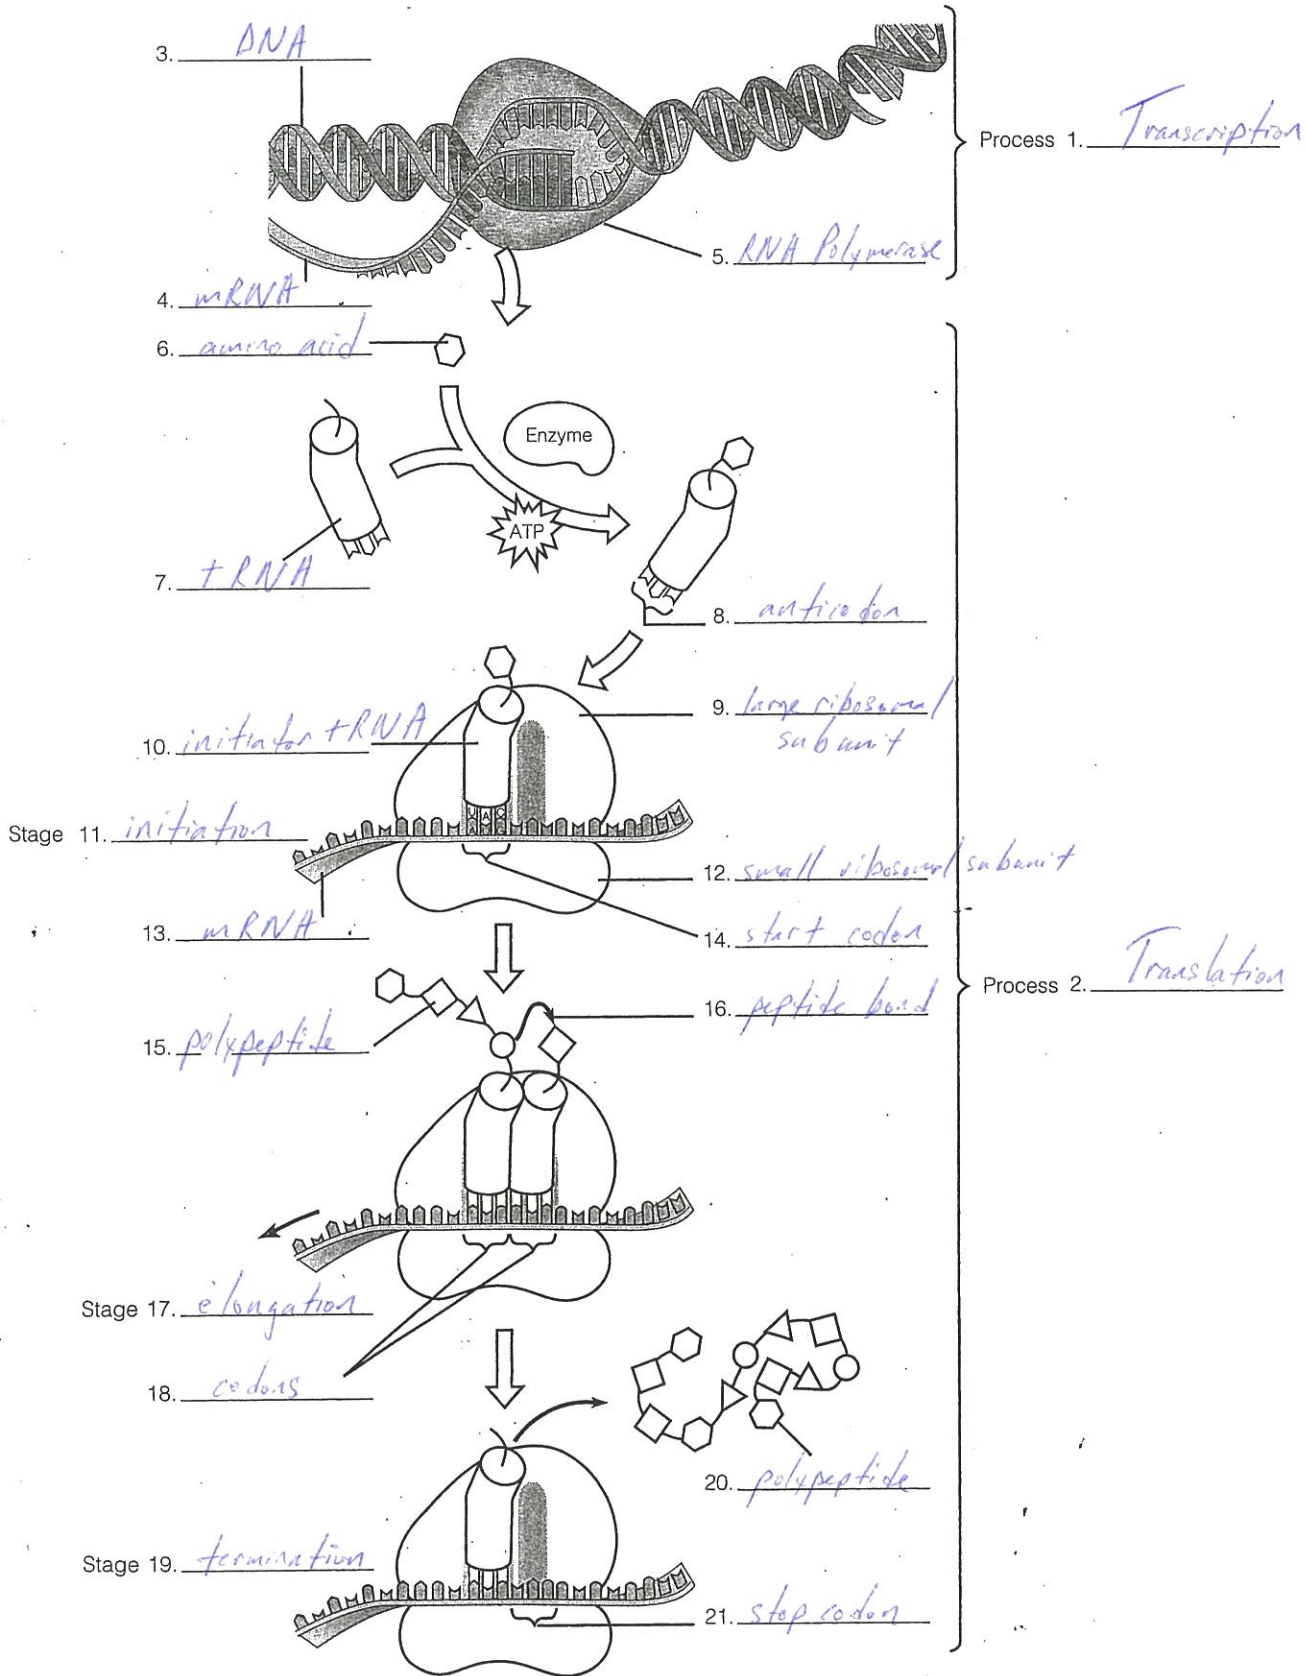 3. DNA
Process 1. Transcription
5. RNA Polymerase
4. mRNA
6. amino acid
Enzyme
ATP
7. tRNA
8. anticodon
9. large ribosomal
subunit
10. initiator tRNA
UAC
A G
Stage 11. initiation
12. small ribosomal subunit
13. mRNA
14. start codon
Process 2. Translation
16. peptide bond
15. polypeptide
Stage 17. elongation
18. codons
20. polypeptide
Stage 19. termination
21. stop codon